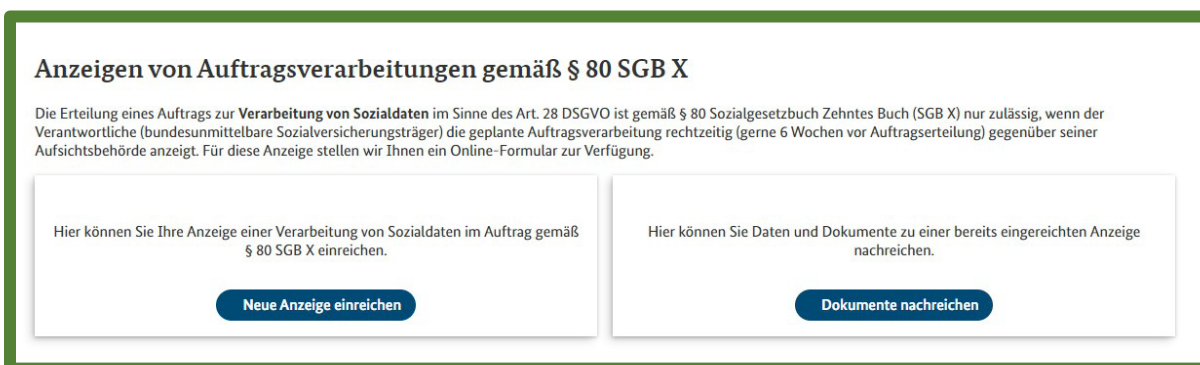 Anzeigen von Auftragsverarbeitungen gemäß § 80 SGB X
Die Erteilung eines Auftrags zur Verarbeitung von Sozialdaten im Sinne des Art. 28 DSGVO ist gemäß § 80 Sozialgesetzbuch Zehntes Buch (SGB X) nur zulässig, wenn der
Verantwortliche (bundesunmittelbare Sozialversicherungsträger) die geplante Auftragsverarbeitung rechtzeitig (gerne 6 Wochen vor Auftragserteilung) gegenüber seiner
Aufsichtsbehörde anzeigt. Für diese Anzeige stellen wir Ihnen ein Online-Formular zur Verfügung.
Hier können Sie Ihre Anzeige einer Verarbeitung von Sozialdaten im Auftrag gemäß
§ 80 SGB X einreichen.
Neue Anzeige einreichen
Hier können Sie Daten und Dokumente zu einer bereits eingereichten Anzeige
nachreichen.
Dokumente nachreichen